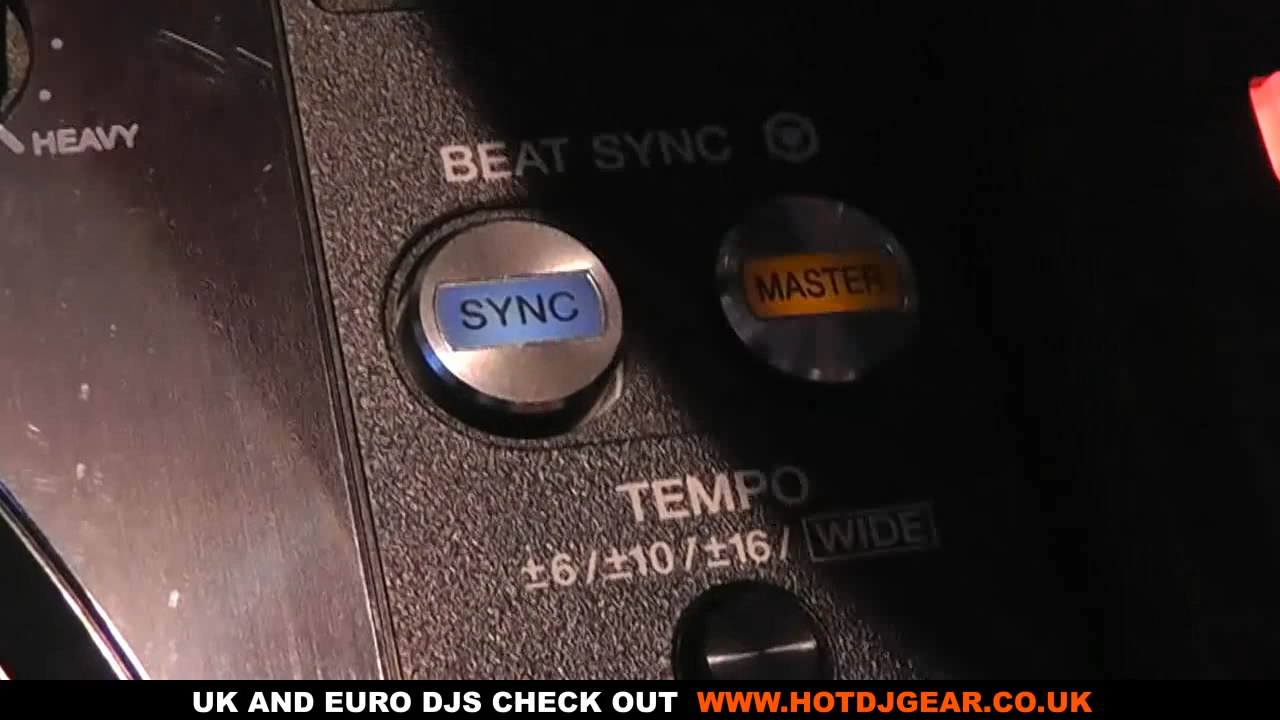 HEAVY
BEAT SYNC
SYNC
MASTER
TEMPO
±6/±10/±16/WIDE
UK AND EURO DJS CHECK OUT WWW.HOTDJGEAR.CO.UK